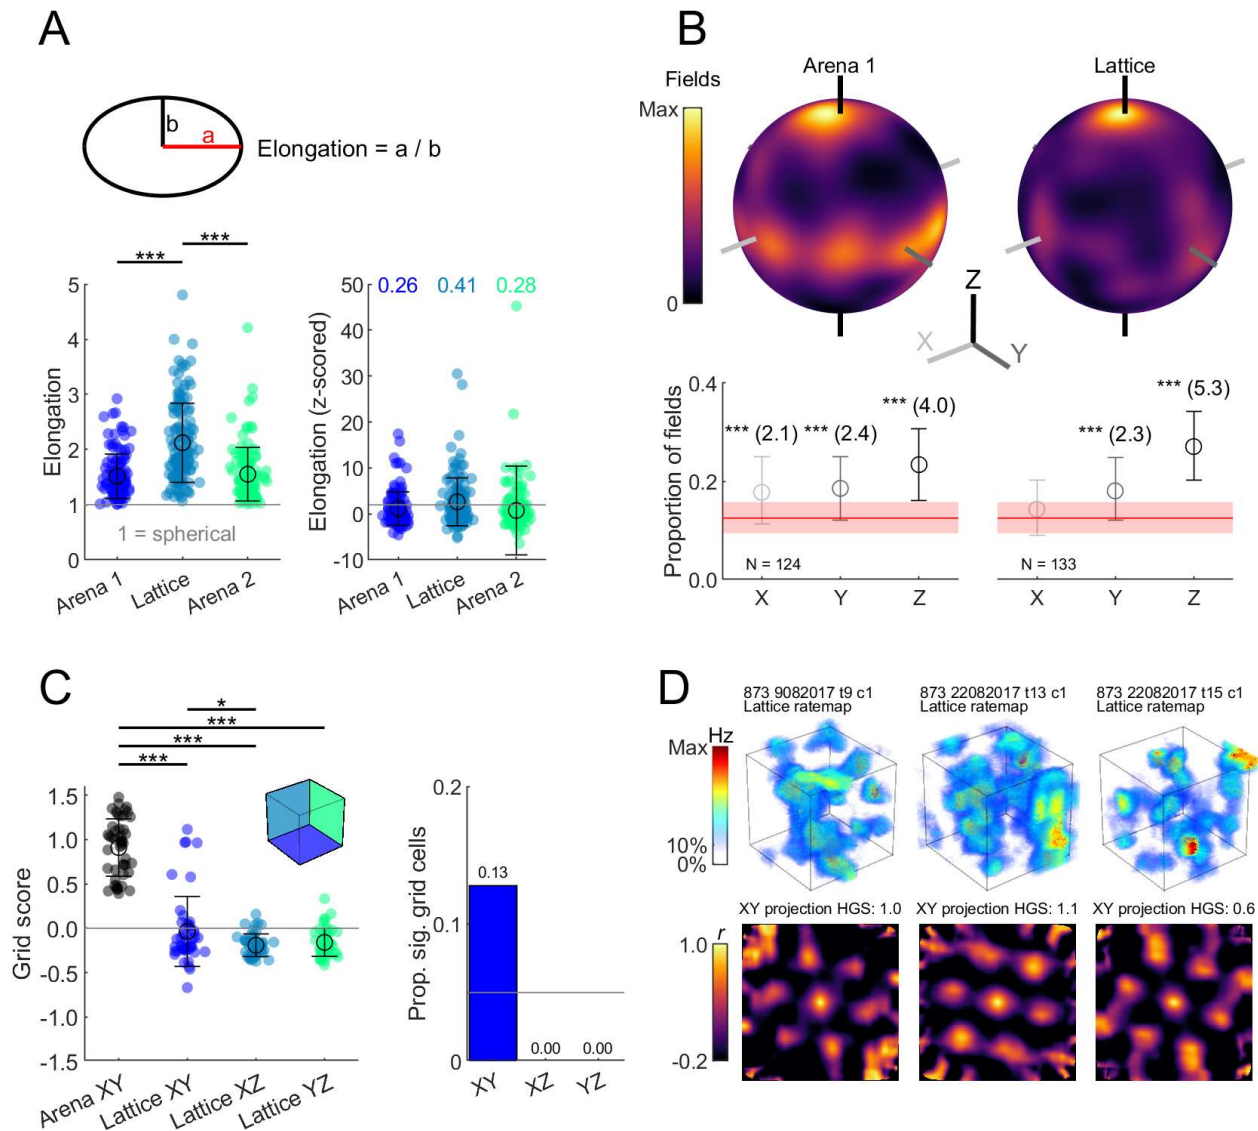 A
b
a
Elongation = a / b
***
***
Elongation
5
4
3
2
1
0
1 = spherical
Arena 1
Lattice
Arena 2
Elongation (z-scored)
50
40
30
20
10
0
-10
0.26
0.41
0.28
Arena 1
Lattice
Arena 2
B
Fields
Max
0
Arena 1
Lattice
Z
X
Y
Proportion of fields
0.4
0.2
0.0
*** (2.1)
*** (2.4)
*** (4.0)
N = 124
X
Y
Z
*** (2.3)
*** (5.3)
N = 133
X
Y
Z
C
*
***
***
***
Grid score
1.5
1.0
0.5
0.0
-0.5
-1.0
-1.5
Arena XY
Lattice XY
Lattice XZ
Lattice YZ
Prop. sig. grid cells
0.2
0.1
0
0.13
0.00
0.00
XY
XZ
YZ
D
873 9082017 t9 c1
Lattice ratemap
873 22082017 t13 c1
Lattice ratemap
873 22082017 t15 c1
Lattice ratemap
Hz
Max
10%
0%
XY projection HGS: 1.0
XY projection HGS: 1.1
XY projection HGS: 0.6
r
1.0
-0.2